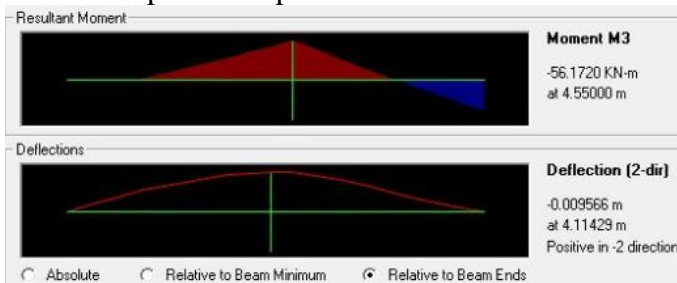 Resultant Moment
Moment M3
-56.1720 KN-m
at 4.55000 m
Deflections
Deflection (2-dir)
-0.009566 m
at 4.11429 m
Positive in -2 direction
Absolute Relative to Beam Minimum Relative to Beam Ends